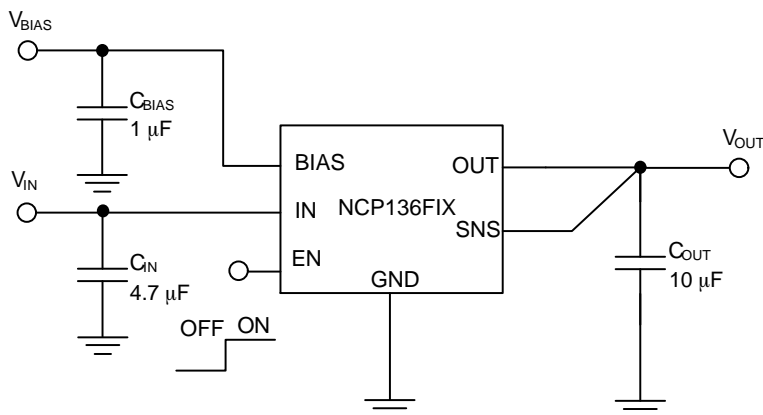 VBIAS
CBIAS
1 μF
VIN
CIN
4.7 μF
BIAS
IN
EN
NCP136FIX
OUT
SNS
GND
OFF ON
VOUT
COUT
10 μF